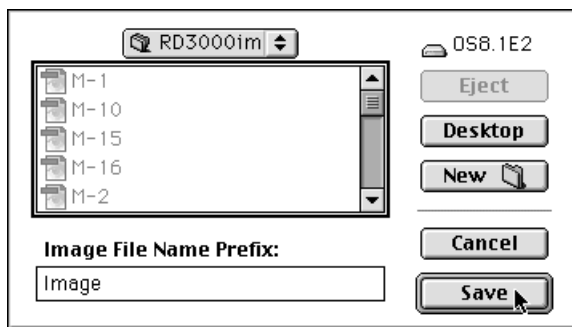 RD3000im
M-1
M-10
M-15
M-16
M-2
Image File Name Prefix:
Image
OS8.1E2
Eject
Desktop
New
Cancel
Save